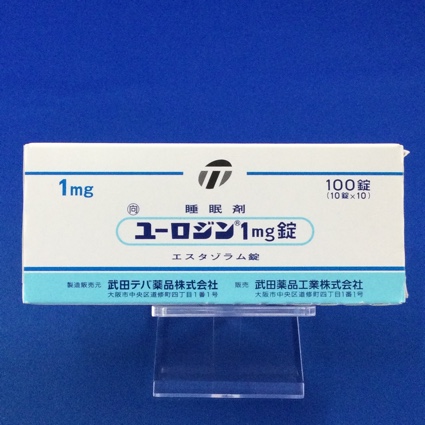 1mg
100錠
(10錠×10)
向
睡眠剤
ユーロジン®1mg錠
エスタゾラム錠
製造販売元 武田テバ薬品株式会社
大阪市中央区道修町四丁目1番1号
販売 武田薬品工業株式会社
大阪市中央区道修町四丁目1番1号